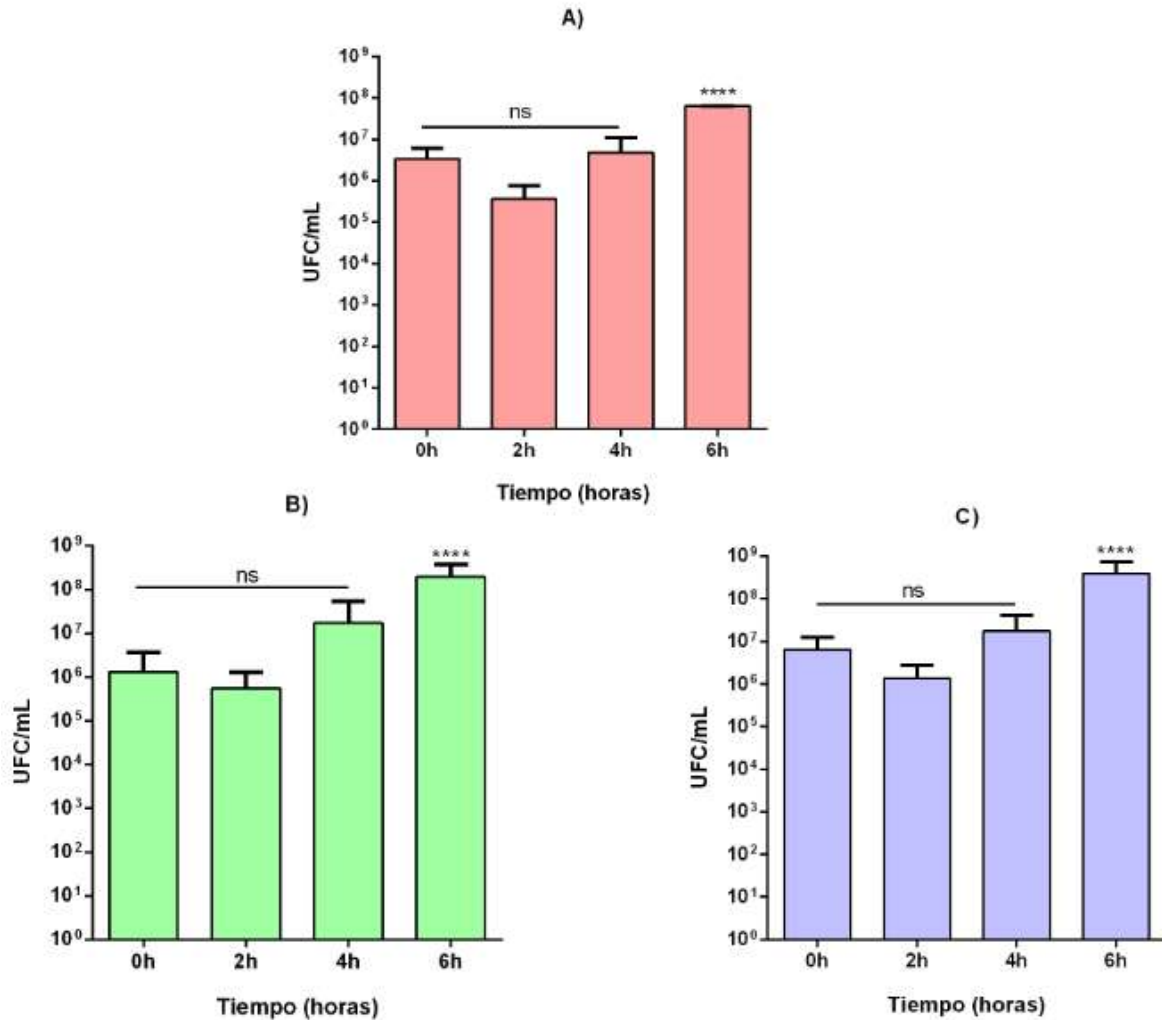 A)
10⁹
10⁸
10⁷
10⁶
10⁵
10⁴
10³
10²
10¹
10⁰
UFC/mL
ns
****
0h 2h 4h 6h
Tiempo (horas)
B)
10⁹
10⁸
10⁷
10⁶
10⁵
10⁴
10³
10²
10¹
10⁰
UFC/mL
ns
****
0h 2h 4h 6h
Tiempo (horas)
C)
10⁹
10⁸
10⁷
10⁶
10⁵
10⁴
10³
10²
10¹
10⁰
UFC/mL
ns
****
0h 2h 4h 6h
Tiempo (horas)